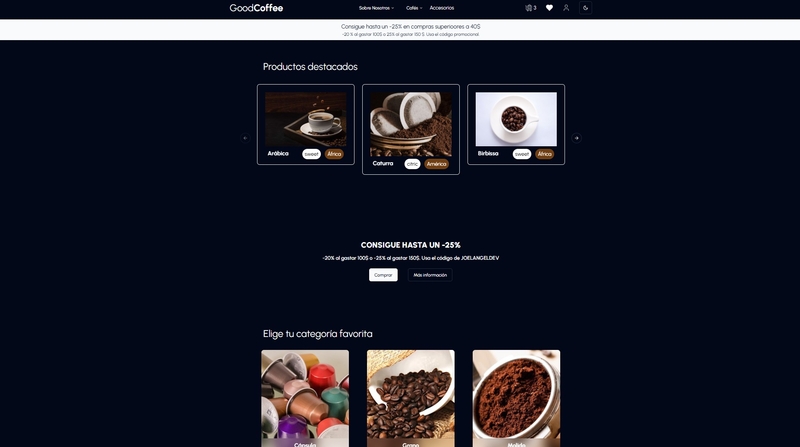 GoodCoffee
Sobre Nosotros Cafés Accesorios 3
Consigue hasta un -25% en compras superioores a 40$
-20 % al gastar 100$ o 25% al gastar 150 $. Usa el código promocional
Productos destacados
Arábica sweet África
Caturra citric América
Birbissa sweet África
CONSIGUE HASTA UN -25%
-20% al gastar 100$ o -25% al gastar 150$. Usa el código de JOELANGELDEV
Comprar Más información
Elige tu categoría favorita
Cápsula Grano Molido